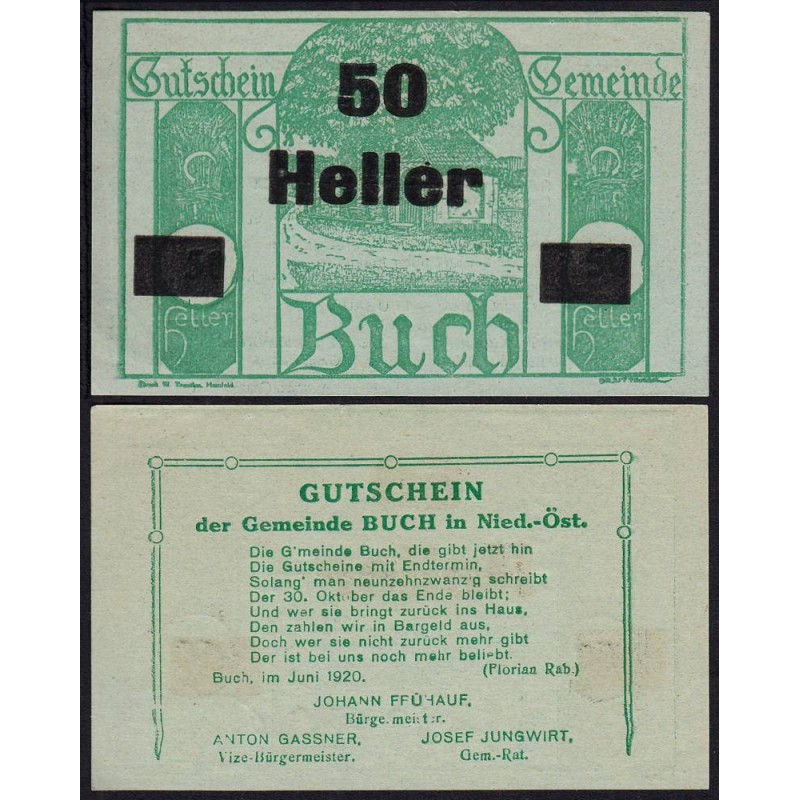 Gutschein Gemeinde
50
Heller
50 50
Heller Heller
Buch
GUTSCHEIN
der Gemeinde BUCH in Nied.-Öst.
Die G'meinde Buch, die gibt jetzt hin
Die Gutscheine mit Endtermin,
Solang' man neunzehnzwanzig schreibt
Der 30. Oktober das Ende bleibt;
Und wer sie bringt zurück ins Haus,
Den zahlen wir in Bargeld aus,
Doch wer sie nicht zurück mehr gibt
Der ist bei uns noch mehr beliebt.
(Florian Rab.)
Buch, im Juni 1920.
JOHANN FFÜHAUF,
Bürgermeister.
ANTON GASSNER, JOSEF JUNGWIRT,
Vize-Bürgermeister. Gem.-Rat.